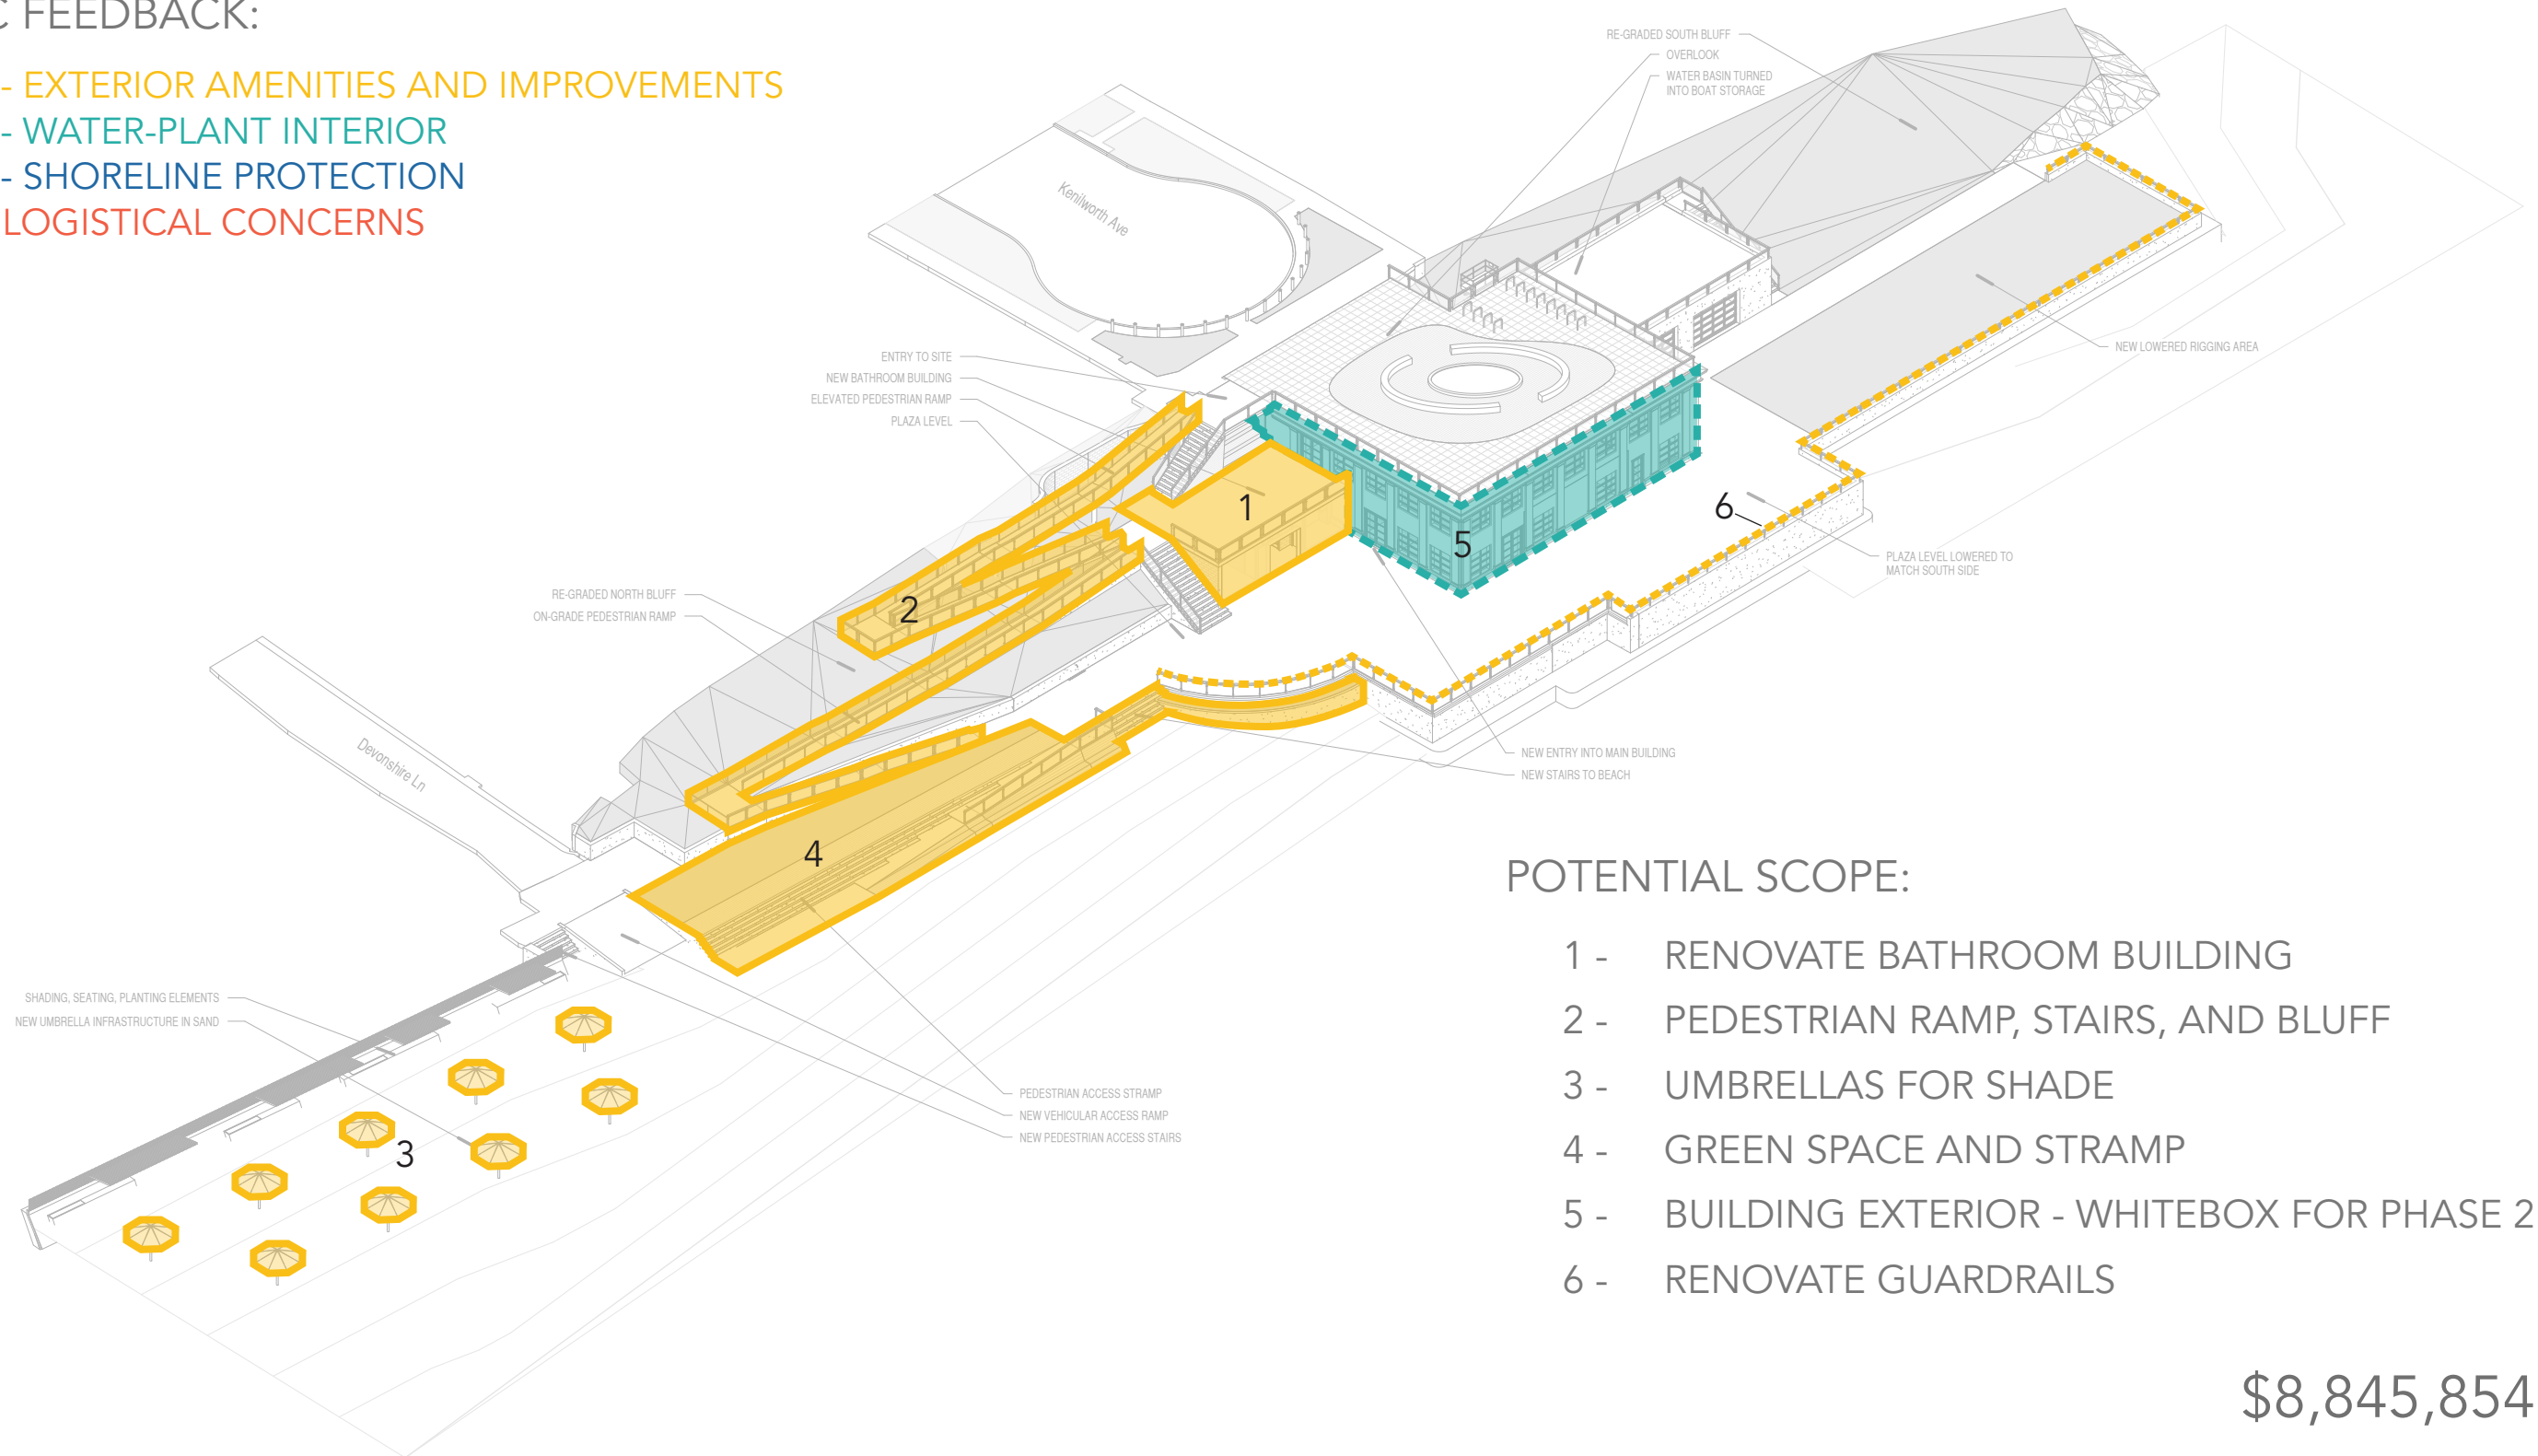 C FEEDBACK:
- EXTERIOR AMENITIES AND IMPROVEMENTS
- WATER-PLANT INTERIOR
- SHORELINE PROTECTION
LOGISTICAL CONCERNS
RE-GRADED SOUTH BLUFF
OVERLOOK
WATER BASIN TURNED
INTO BOAT STORAGE
Kenilworth Ave
ENTRY TO SITE
NEW BATHROOM BUILDING
ELEVATED PEDESTRIAN RAMP
PLAZA LEVEL
NEW LOWERED RIGGING AREA
1
5
6
PLAZA LEVEL LOWERED TO
MATCH SOUTH SIDE
RE-GRADED NORTH BLUFF
ON-GRADE PEDESTRIAN RAMP
2
Devonshire Ln
NEW ENTRY INTO MAIN BUILDING
NEW STAIRS TO BEACH
4
SHADING, SEATING, PLANTING ELEMENTS
NEW UMBRELLA INFRASTRUCTURE IN SAND
3
PEDESTRIAN ACCESS STRAMP
NEW VEHICULAR ACCESS RAMP
NEW PEDESTRIAN ACCESS STAIRS
POTENTIAL SCOPE:
1 - RENOVATE BATHROOM BUILDING
2 - PEDESTRIAN RAMP, STAIRS, AND BLUFF
3 - UMBRELLAS FOR SHADE
4 - GREEN SPACE AND STRAMP
5 - BUILDING EXTERIOR - WHITEBOX FOR PHASE 2
6 - RENOVATE GUARDRAILS
$8,845,854